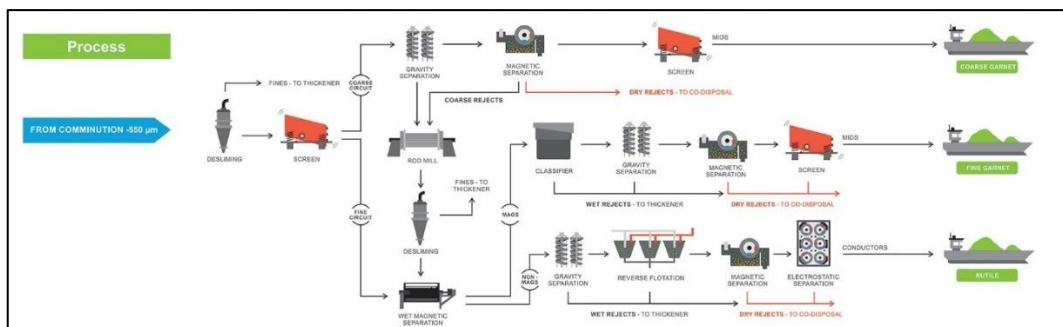 Process
FROM COMMINUTION -550 µm
FINES - TO THICKENER
DESLIMING
SCREEN
COARSE CIRCUIT
FINE CIRCUIT
GRAVITY SEPARATION
MAGNETIC SEPARATION
COARSE REJECTS
DRY REJECTS - TO CO-DISPOSAL
SCREEN
MIDS
COARSE GARNET
ROD MILL
FINES - TO THICKENER
DESLIMING
WET MAGNETIC SEPARATION
MAGS
NON-MAGS
CLASSIFIER
GRAVITY SEPARATION
MAGNETIC SEPARATION
SCREEN
MIDS
WET REJECTS - TO THICKENER
DRY REJECTS - TO CO-DISPOSAL
FINE GARNET
GRAVITY SEPARATION
REVERSE FLOTATION
MAGNETIC SEPARATION
ELECTROSTATIC SEPARATION
CONDUCTORS
WET REJECTS - TO THICKENER
DRY REJECTS - TO CO-DISPOSAL
RUTILE